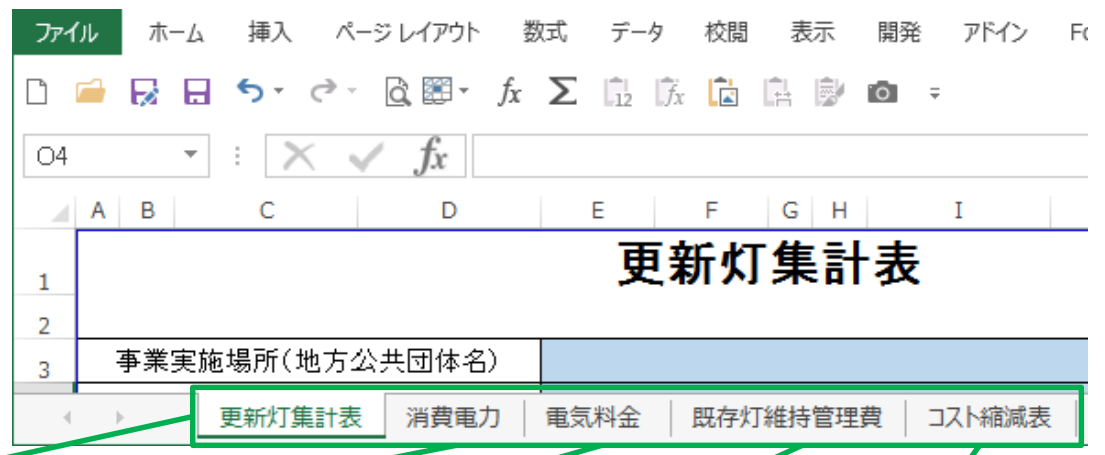 ファイル ホーム 挿入 ページ レイアウト 数式 データ 校閲 表示 開発 アドイン
fx Σ 12 fx
O4 fx
A B C D E F G H I
1 更新灯集計表
2
3 事業実施場所(地方公共団体名)
更新灯集計表 消費電力 電気料金 既存灯維持管理費 コスト縮減表